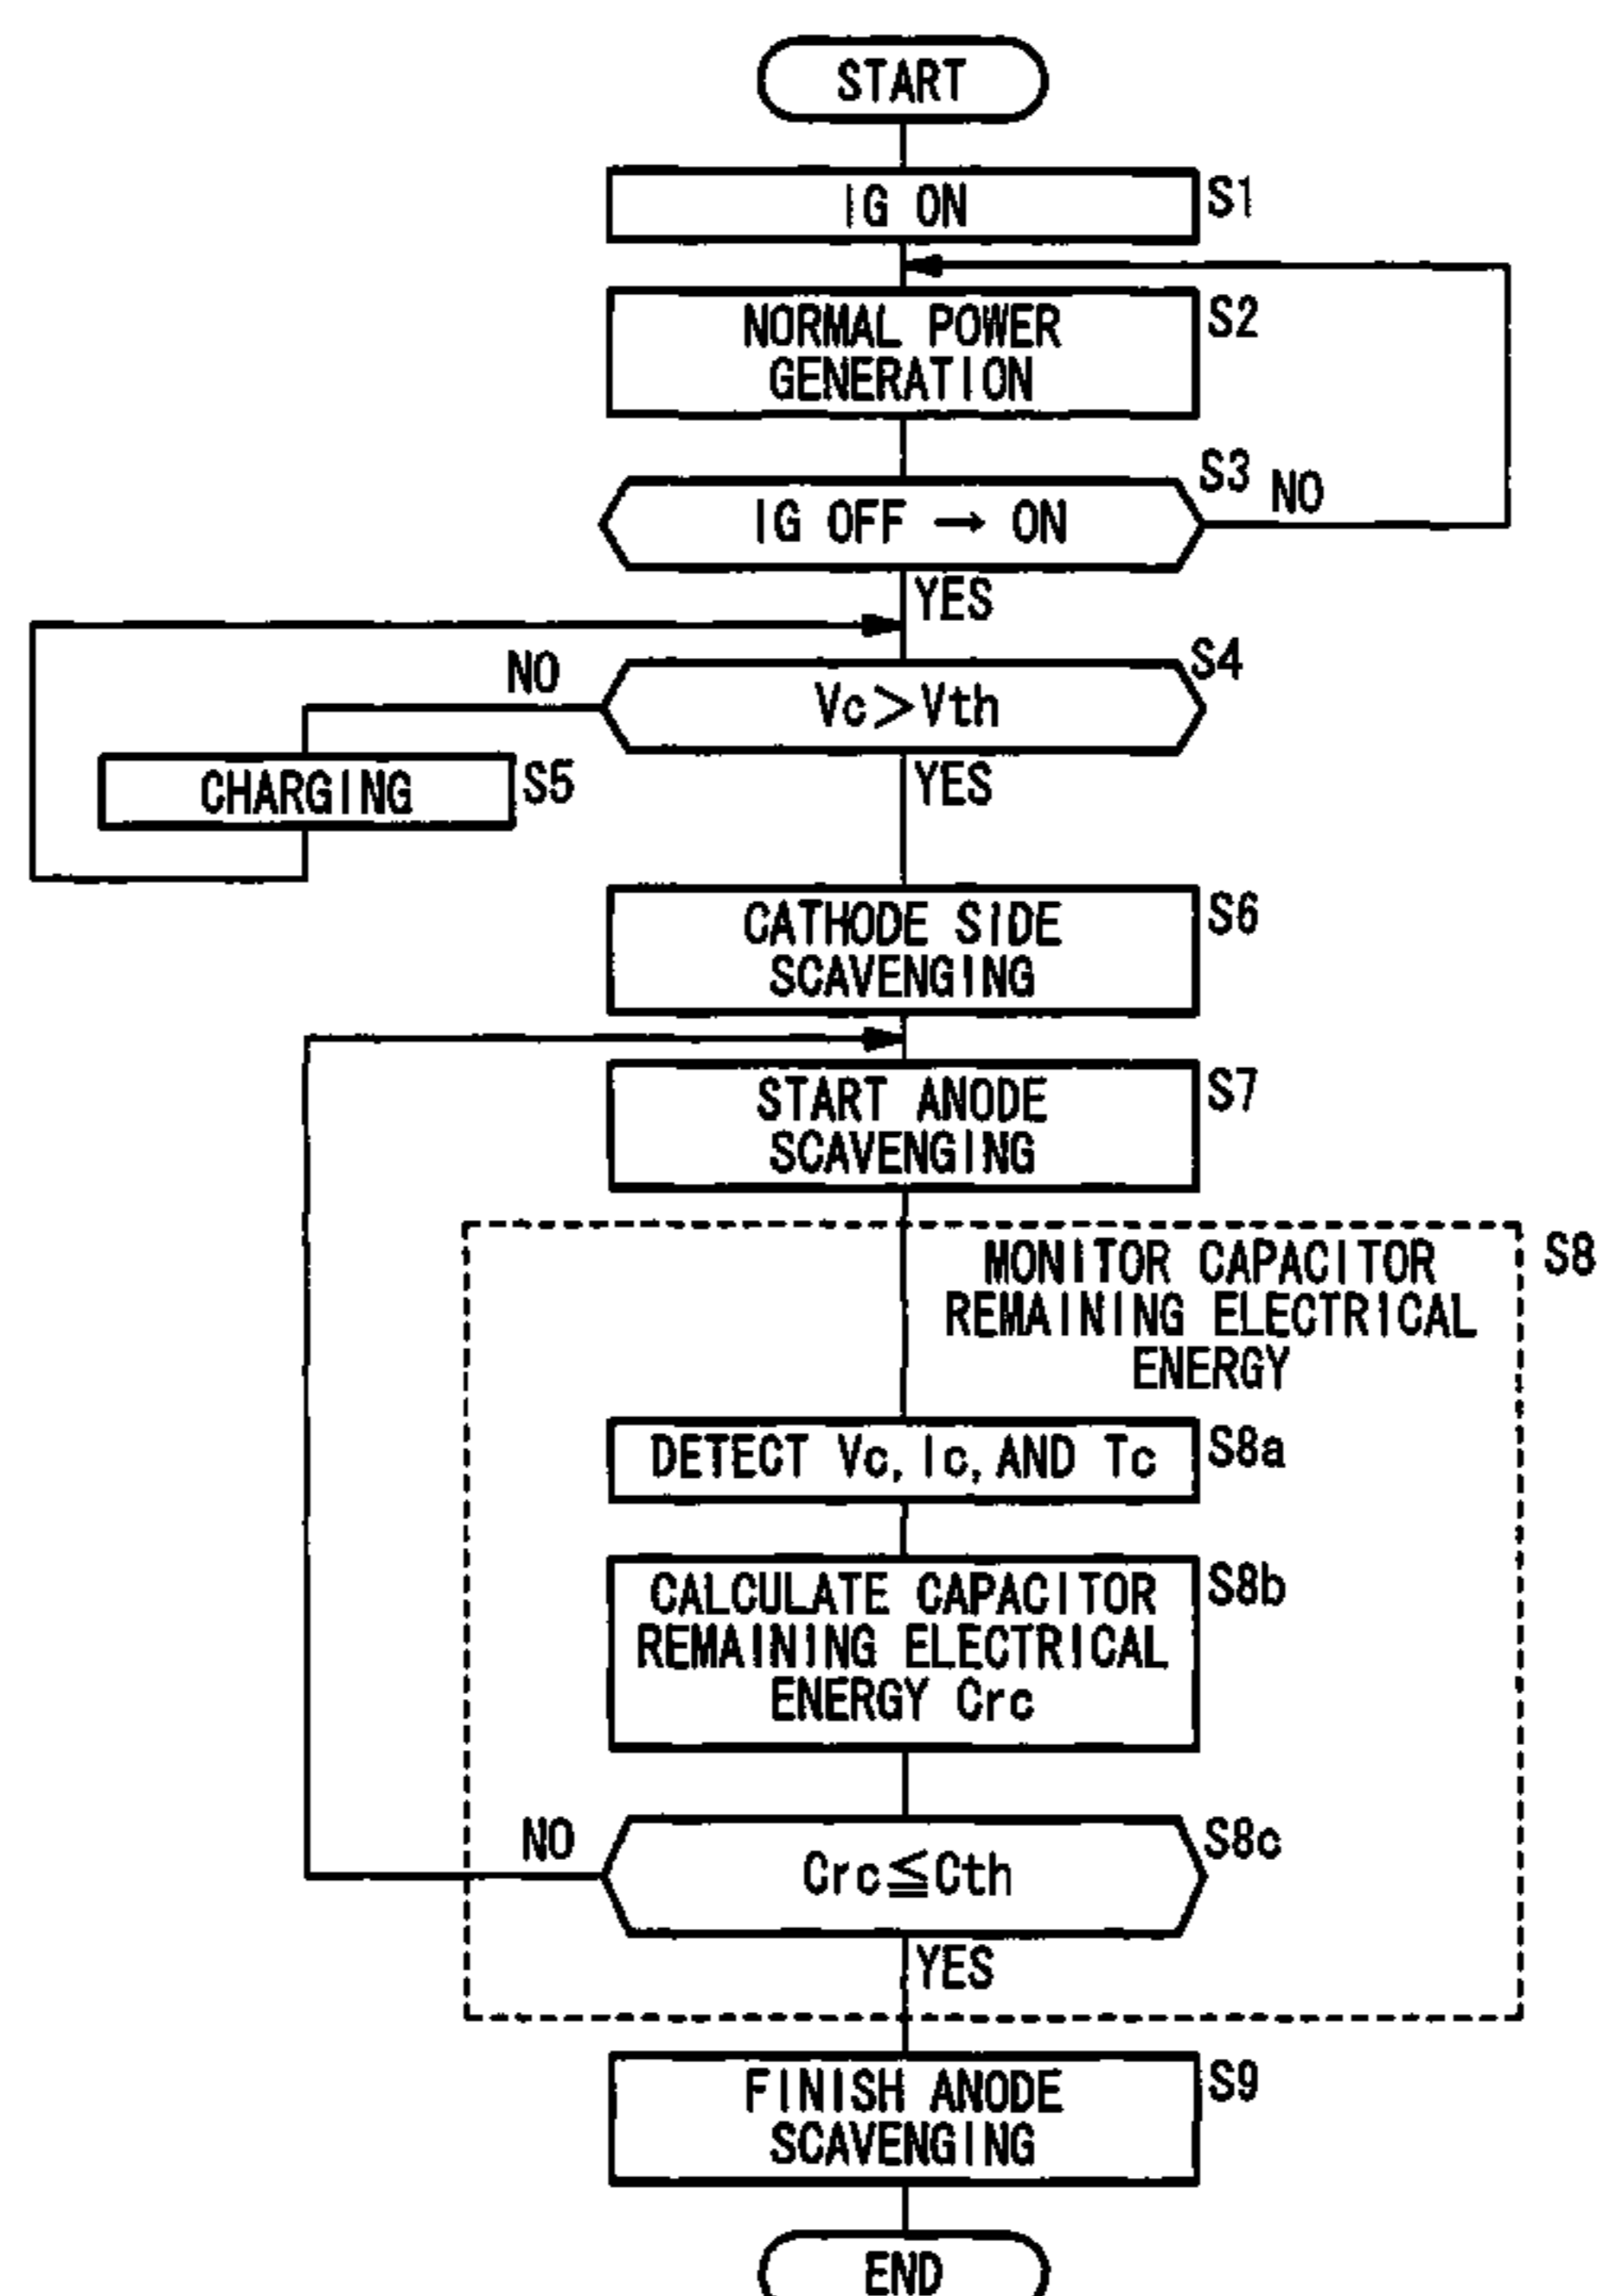 START
IG ON
S1
NORMAL POWER
GENERATION
S2
IG OFF → ON
S3
NO
YES
Vc>Vth
S4
NO
YES
CHARGING
S5
CATHODE SIDE
SCAVENGING
S6
START ANODE
SCAVENGING
S7
MONITOR CAPACITOR
REMAINING ELECTRICAL
ENERGY
S8
DETECT Vc, Ic, AND Tc
S8a
CALCULATE CAPACITOR
REMAINING ELECTRICAL
ENERGY Crc
S8b
Crc≦Cth
S8c
NO
YES
FINISH ANODE
SCAVENGING
S9
END